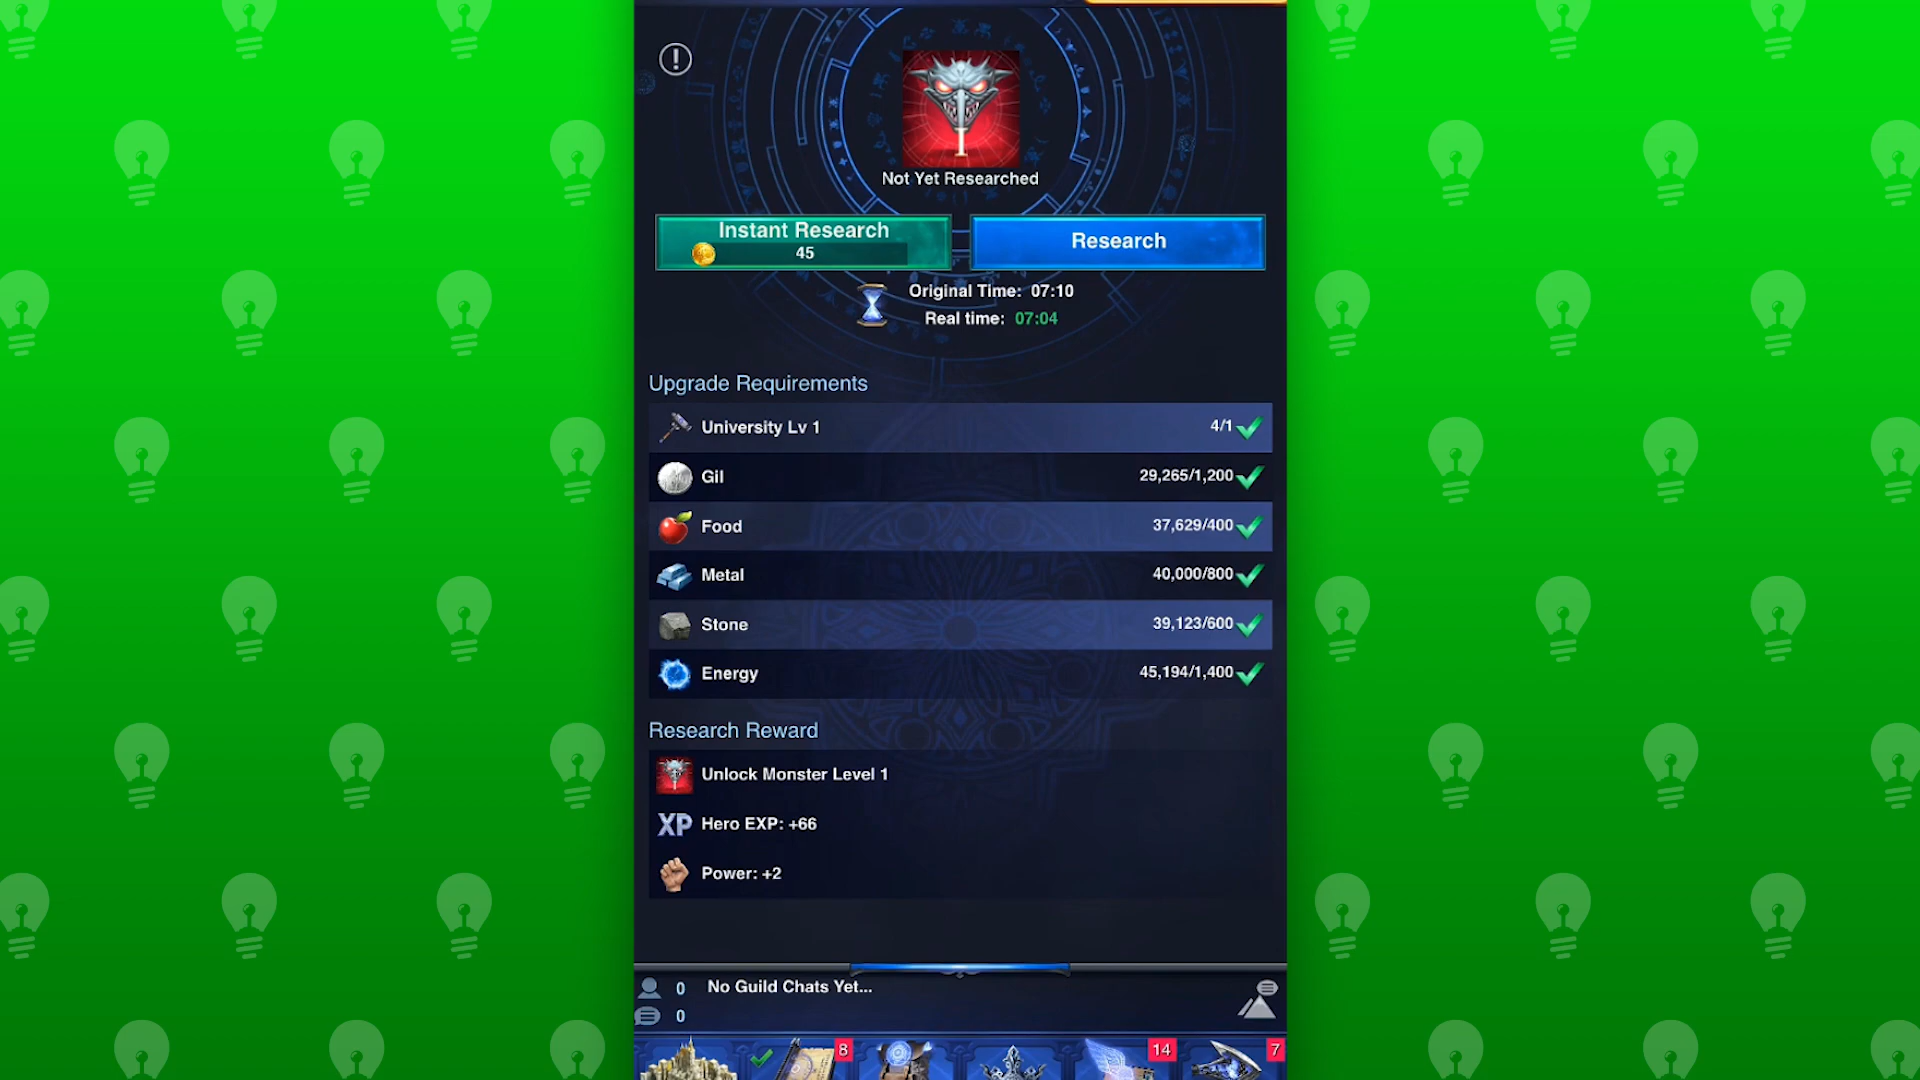 Not Yet Researched
Instant Research
45
Research
Original Time: 07:10
Real time: 07:04
Upgrade Requirements
University Lv 1 4/1
Gil 29,265/1,200
Food 37,629/400
Metal 40,000/800
Stone 39,123/600
Energy 45,194/1,400
Research Reward
Unlock Monster Level 1
XP Hero EXP: +66
Power: +2
0 No Guild Chats Yet...
0
8 14 7